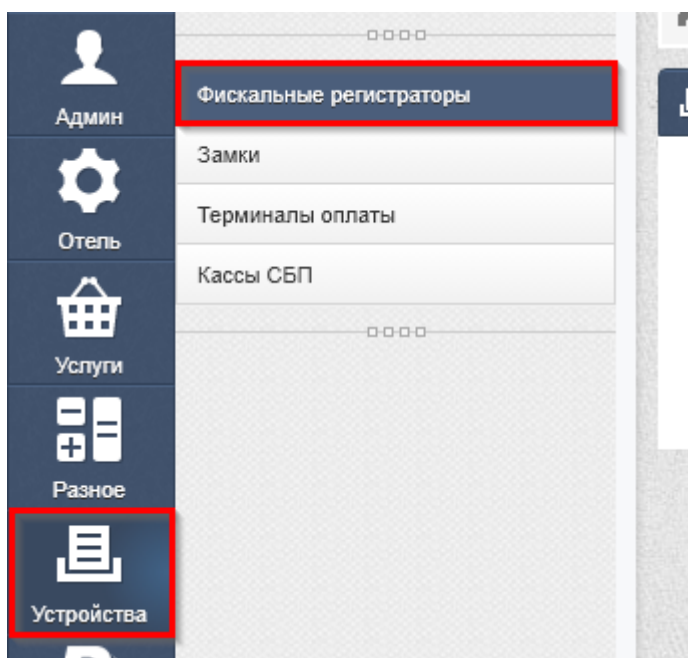 Админ
Отель
Услуги
Разное
Устройства
Фискальные регистраторы
Замки
Терминалы оплаты
Кассы СБП